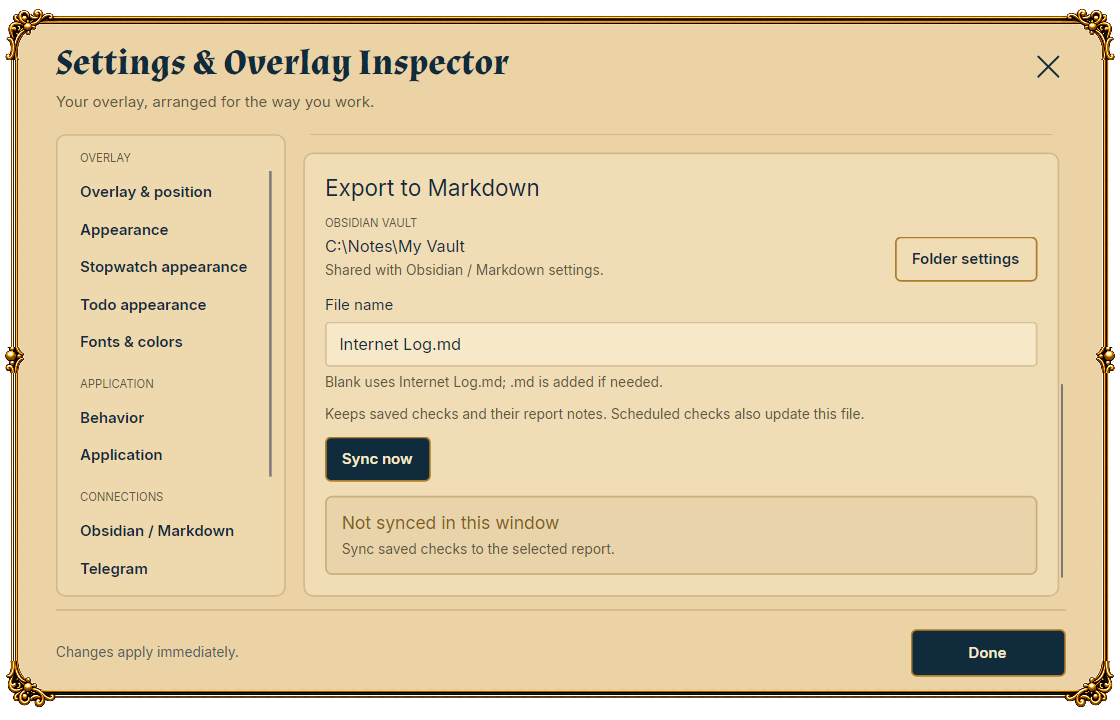 Settings & Overlay Inspector
Your overlay, arranged for the way you work.
OVERLAY
Overlay & position
Appearance
Stopwatch appearance
Todo appearance
Fonts & colors
APPLICATION
Behavior
Application
CONNECTIONS
Obsidian / Markdown
Telegram
Export to Markdown
OBSIDIAN VAULT
C:\Notes\My Vault
Shared with Obsidian / Markdown settings.
Folder settings
File name
Internet Log.md
Blank uses Internet Log.md; .md is added if needed.
Keeps saved checks and their report notes. Scheduled checks also update this file.
Sync now
Not synced in this window
Sync saved checks to the selected report.
Changes apply immediately.
Done